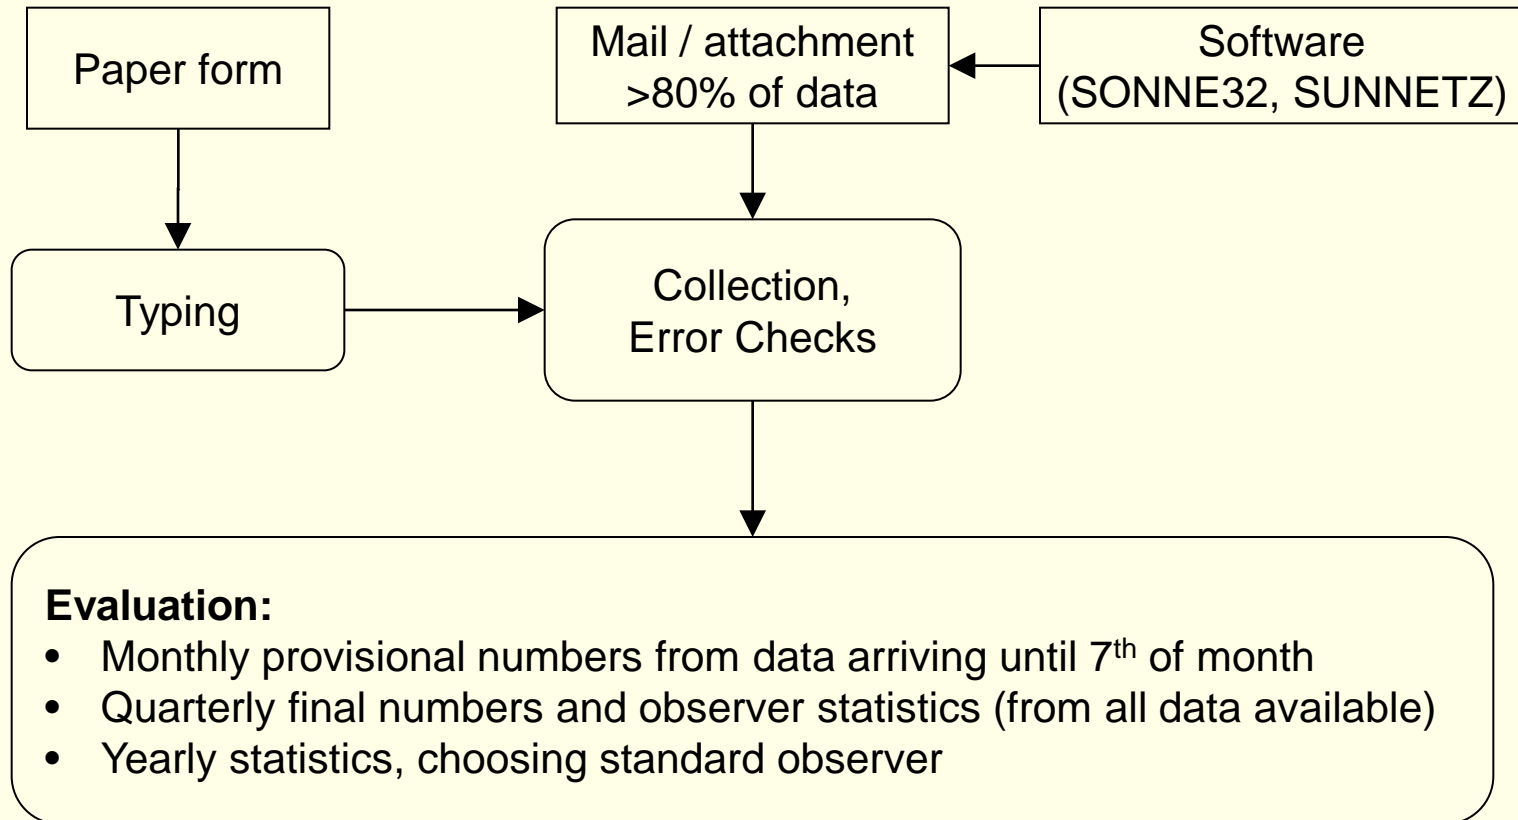 Paper form
Mail / attachment
>80% of data
Software
(SONNE32, SUNNETZ)
Typing
Collection,
Error Checks
Evaluation:
• Monthly provisional numbers from data arriving until 7th of month
• Quarterly final numbers and observer statistics (from all data available)
• Yearly statistics, choosing standard observer